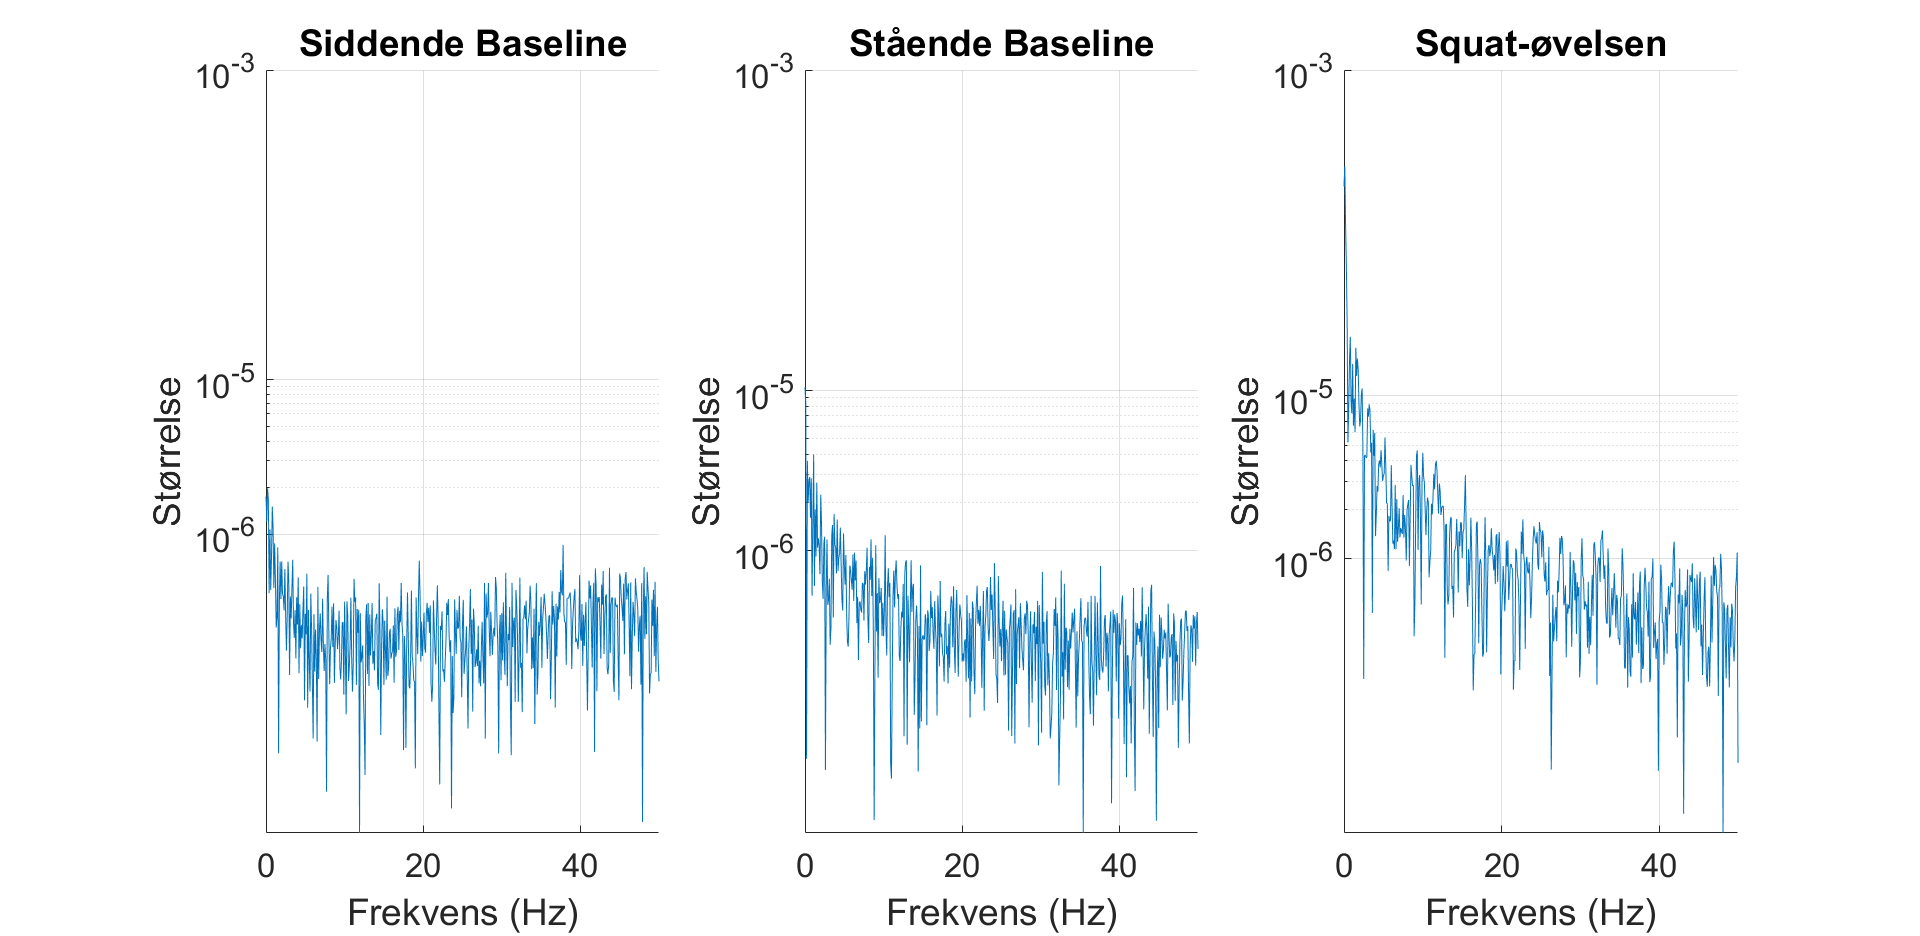 Siddende Baseline
10^-3
10^-5
10^-6
Størrelse
0 20 40
Frekvens (Hz)
Stående Baseline
10^-3
10^-5
10^-6
Størrelse
0 20 40
Frekvens (Hz)
Squat-øvelsen
10^-3
10^-5
10^-6
Størrelse
0 20 40
Frekvens (Hz)